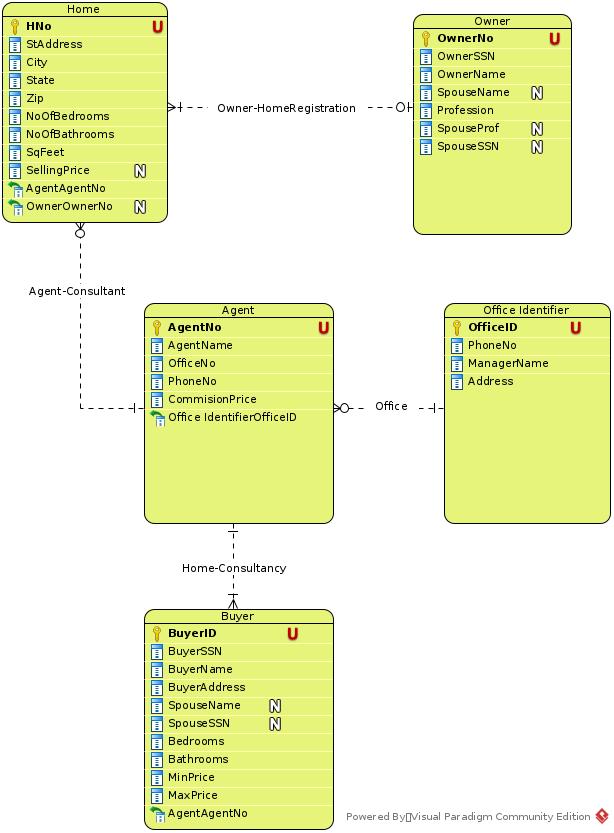 Home
HNo U
StAddress
City
State
Zip
NoOfBedrooms
NoOfBathrooms
SqFeet
SellingPrice N
AgentAgentNo
OwnerOwnerNo N
Owner-HomeRegistration
Owner
OwnerNo U
OwnerSSN
OwnerName
SpouseName N
Profession
SpouseProf N
SpouseSSN N
Agent-Consultant
Agent
AgentNo U
AgentName
OfficeNo
PhoneNo
CommisionPrice
Office IdentifierOfficeID
Office
Office Identifier
OfficeID U
PhoneNo
ManagerName
Address
Home-Consultancy
Buyer
BuyerID U
BuyerSSN
BuyerName
BuyerAddress
SpouseName N
SpouseSSN N
Bedrooms
Bathrooms
MinPrice
MaxPrice
AgentAgentNo
Powered By▯Visual Paradigm Community Edition